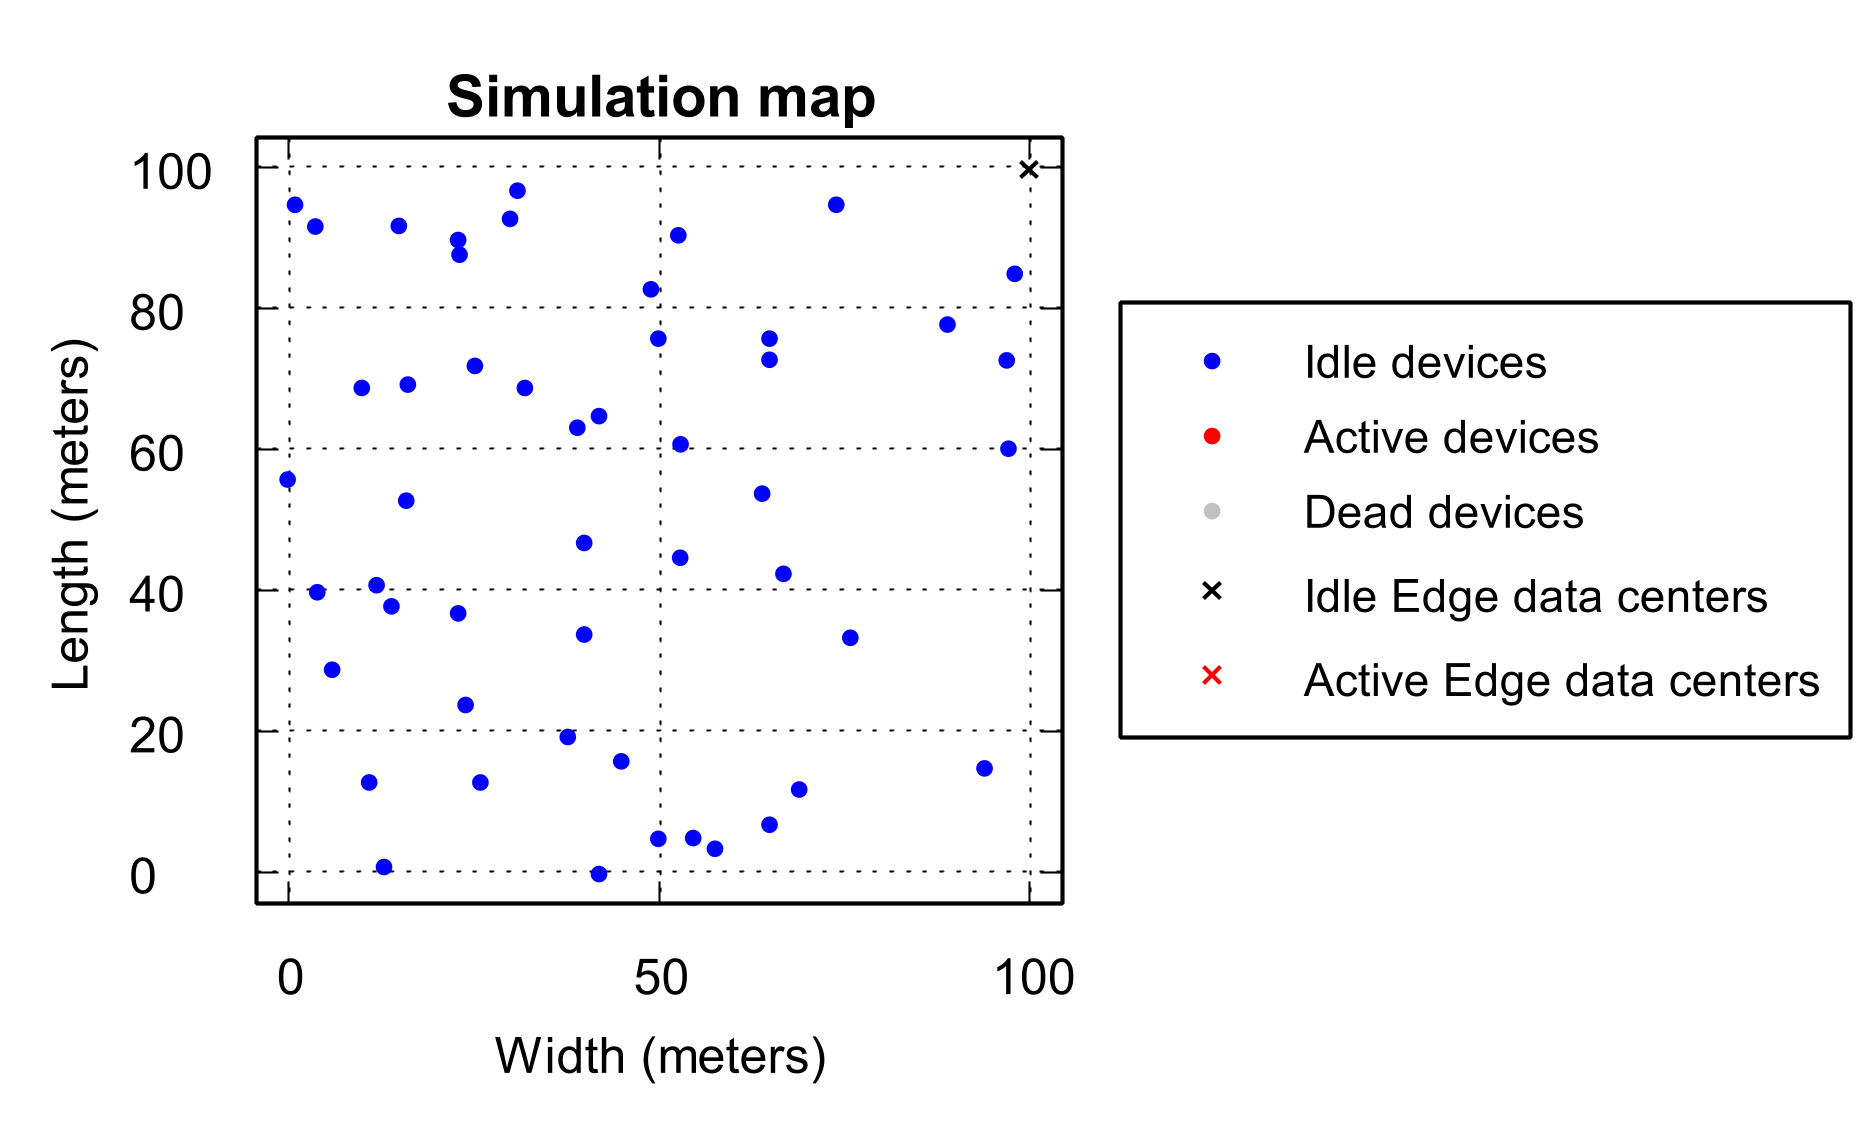 Simulation map
100
80
60
40
20
0
Length (meters)
0 50 100
Width (meters)
Idle devices
Active devices
Dead devices
Idle Edge data centers
Active Edge data centers